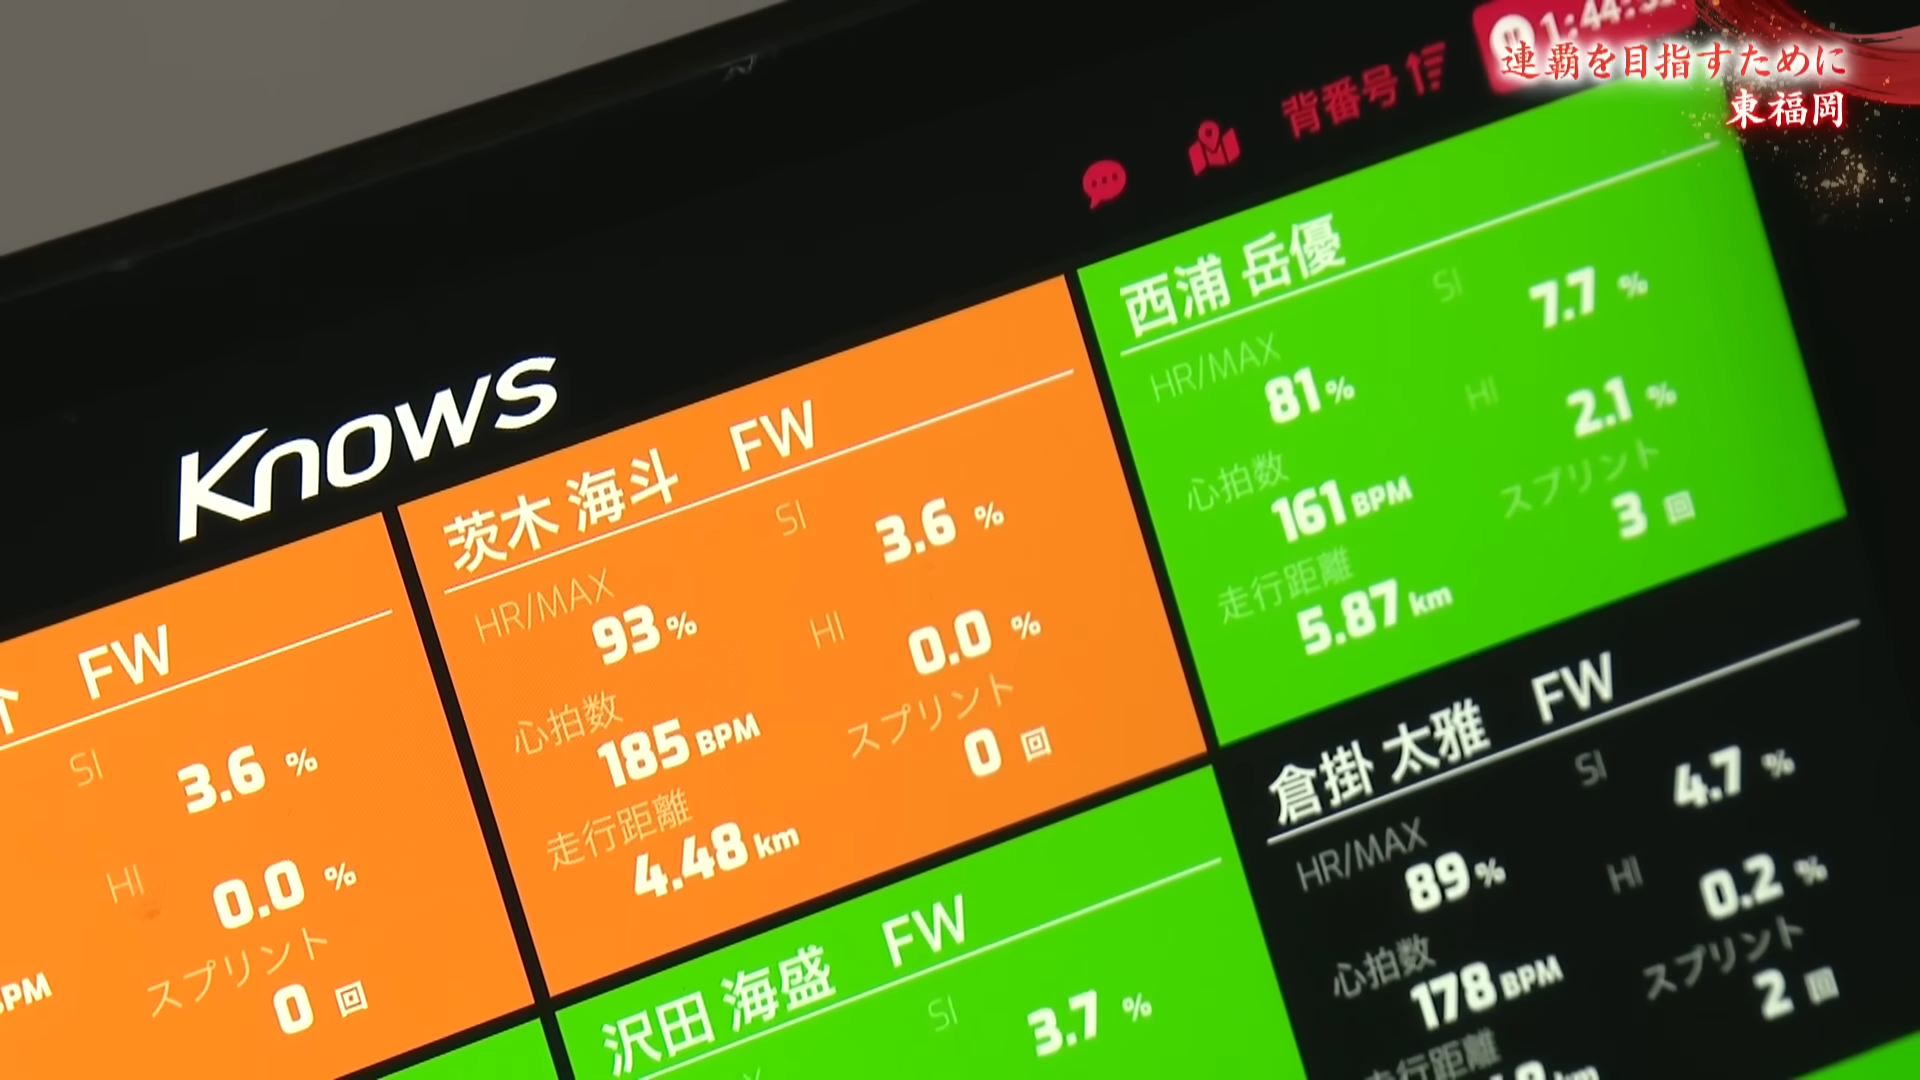 連覇を目指すために
東福岡
背番号
Knows
FW
SI
3.6 %
HI
0.0 %
スプリント
0 回
BPM
茨木 海斗 FW
HR/MAX
93 %
SI
3.6 %
心拍数
185 BPM
HI
0.0 %
走行距離
4.48 km
スプリント
0 回
西浦 岳優
HR/MAX
81 %
SI
7.7 %
心拍数
161 BPM
HI
2.1 %
走行距離
5.87 km
スプリント
3 回
沢田 海盛 FW
SI
3.7 %
倉掛 太雅 FW
HR/MAX
89 %
SI
4.7 %
心拍数
178 BPM
HI
0.2 %
走行距離
km
スプリント
2 回